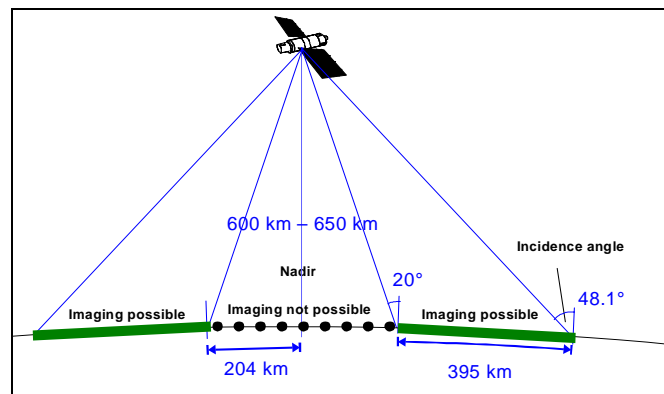 600 km – 650 km
Nadir
Incidence angle
20°
48.1°
Imaging possible
Imaging not possible
Imaging possible
204 km
395 km